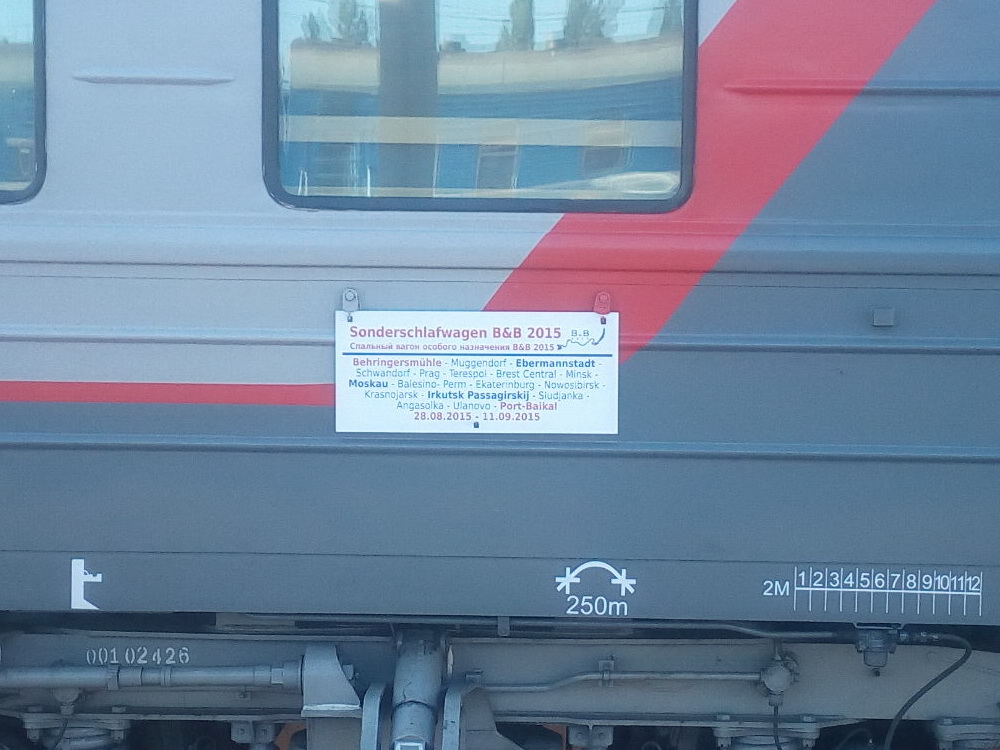 Sonderschlafwagen B&B 2015
B.B
Спальный вагон особого назначения B&B 2015
Behringersmühle - Muggendorf - Ebermannstadt -
Schwandorf - Prag - Terespol - Brest Central - Minsk -
Moskau - Balesino- Perm - Ekaterinburg - Nowosibirsk -
Krasnojarsk - Irkutsk Passagirskij - Sludjanka -
Angasolka - Ulanovo - Port-Baikal
28.08.2015 - 11.09.2015
250m
2M 1 2 3 4 5 6 7 8 9 10 11 12
00102426